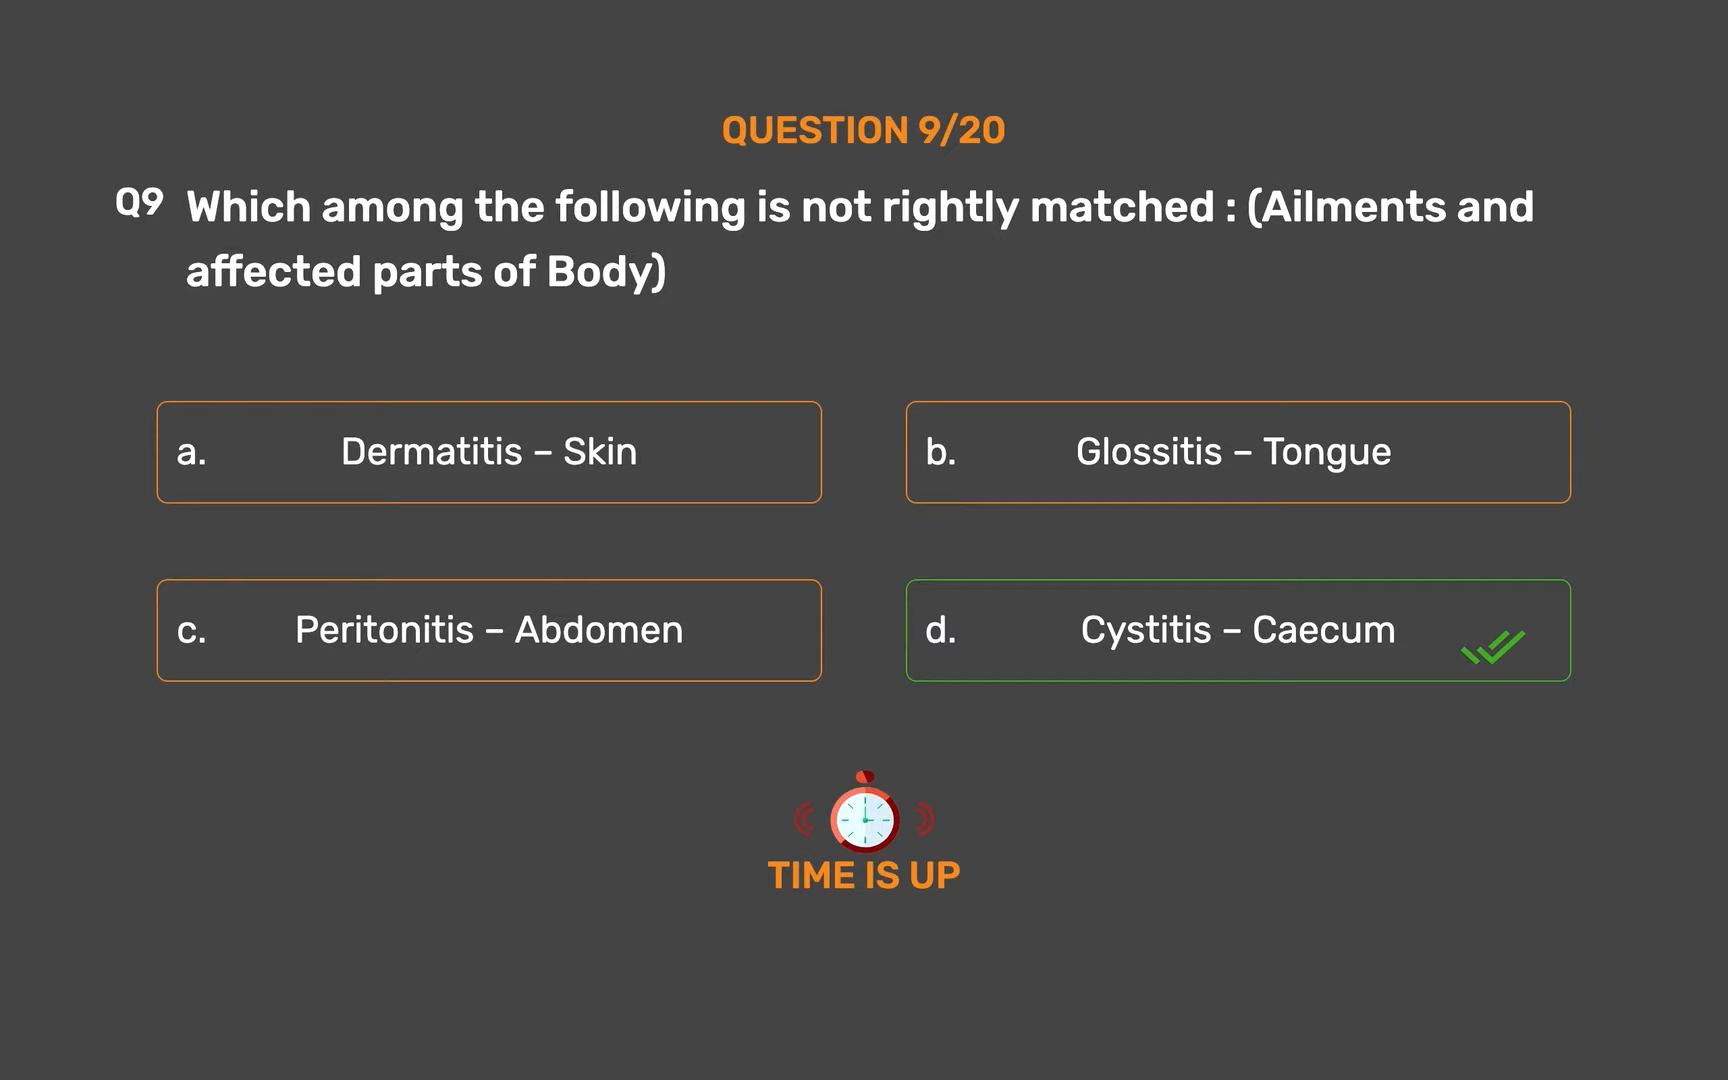 QUESTION 9/20
Q9 Which among the following is not rightly matched : (Ailments and
affected parts of Body)
a. Dermatitis – Skin
b. Glossitis – Tongue
c. Peritonitis – Abdomen
d. Cystitis – Caecum
TIME IS UP